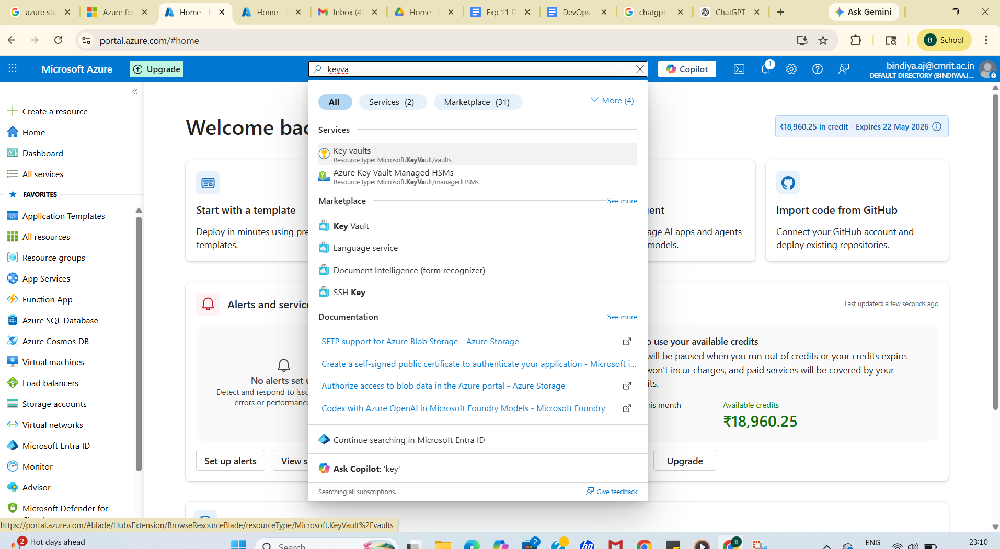 azure stu
Azure fo
Home -
Home -
Inbox (4
Home -
Exp 11 D
DevOps
chatgpt
ChatGPT
Ask Gemini
portal.azure.com/#home
B
School
Microsoft Azure
Upgrade
keyva
Copilot
1
bindiya.aj@cmrit.ac.in
DEFAULT DIRECTORY (BINDIYAAJ...
Create a resource
Home
Dashboard
All services
FAVORITES
Application Templates
All resources
Resource groups
App Services
Function App
Azure SQL Database
Azure Cosmos DB
Virtual machines
Load balancers
Storage accounts
Virtual networks
Microsoft Entra ID
Monitor
Advisor
Microsoft Defender for
https://portal.azure.com/#blade/HubsExtension/BrowseResourceBlade/resourceType/Microsoft.KeyVault%2Fvaults
Welcome bac
₹18,960.25 in credit - Expires 22 May 2026
Start with a template
Deploy in minutes using pre
templates.
All
Services (2)
Marketplace (31)
More (4)
Services
Key vaults
Resource type: Microsoft.KeyVault/vaults
Azure Key Vault Managed HSMs
Resource type: Microsoft.KeyVault/managedHSMs
Marketplace
See more
Key Vault
Language service
Document Intelligence (form recognizer)
SSH Key
Documentation
See more
SFTP support for Azure Blob Storage - Azure Storage
Create a self-signed public certificate to authenticate your application - Microsoft i...
Authorize access to blob data in the Azure portal - Azure Storage
Codex with Azure OpenAI in Microsoft Foundry Models - Microsoft Foundry
Continue searching in Microsoft Entra ID
Ask Copilot: 'key'
Searching all subscriptions.
Give feedback
gent
age AI apps and agents
models.
Import code from GitHub
Connect your GitHub account and
deploy existing repositories.
Alerts and service
No alerts set u
Detect and respond to issu
errors or performance
Set up alerts
View s
Last updated: a few seconds ago
o use your available credits
will be paused when you run out of credits or your credits expire.
won't incur charges, and paid services will be covered by your
its.
his month
Available credits
₹18,960.25
Upgrade
2
Hot days ahead
Search
2
B
ENG
23:10